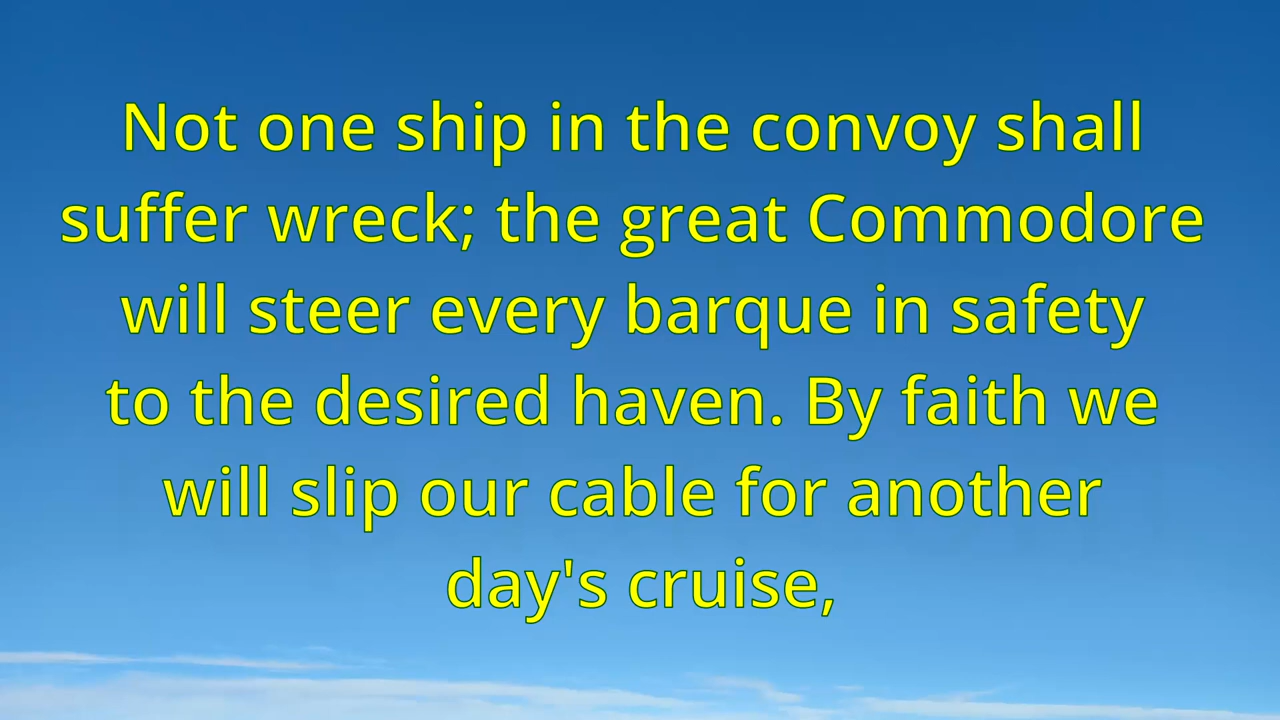 Not one ship in the convoy shall
suffer wreck; the great Commodore
will steer every barque in safety
to the desired haven. By faith we
will slip our cable for another
day's cruise,